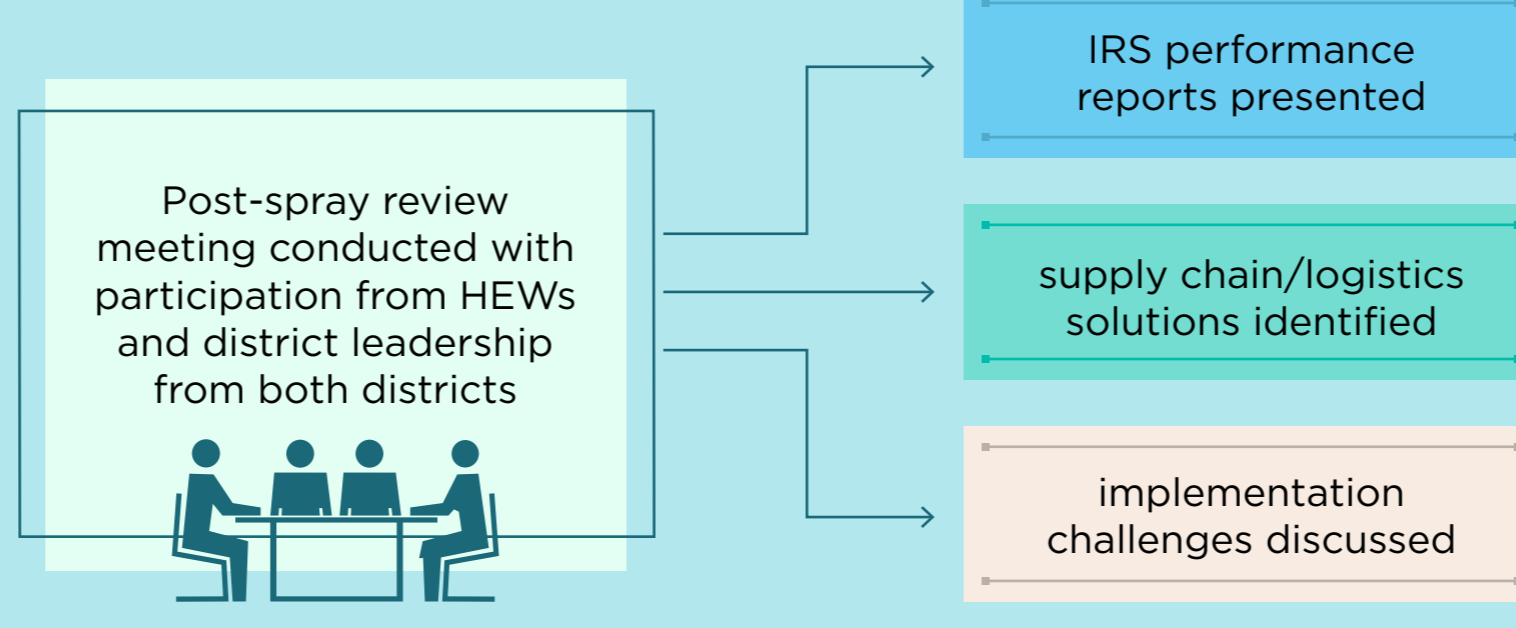 Post-spray review
meeting conducted with
participation from HEWs
and district leadership
from both districts
IRS performance
reports presented
supply chain/logistics
solutions identified
implementation
challenges discussed